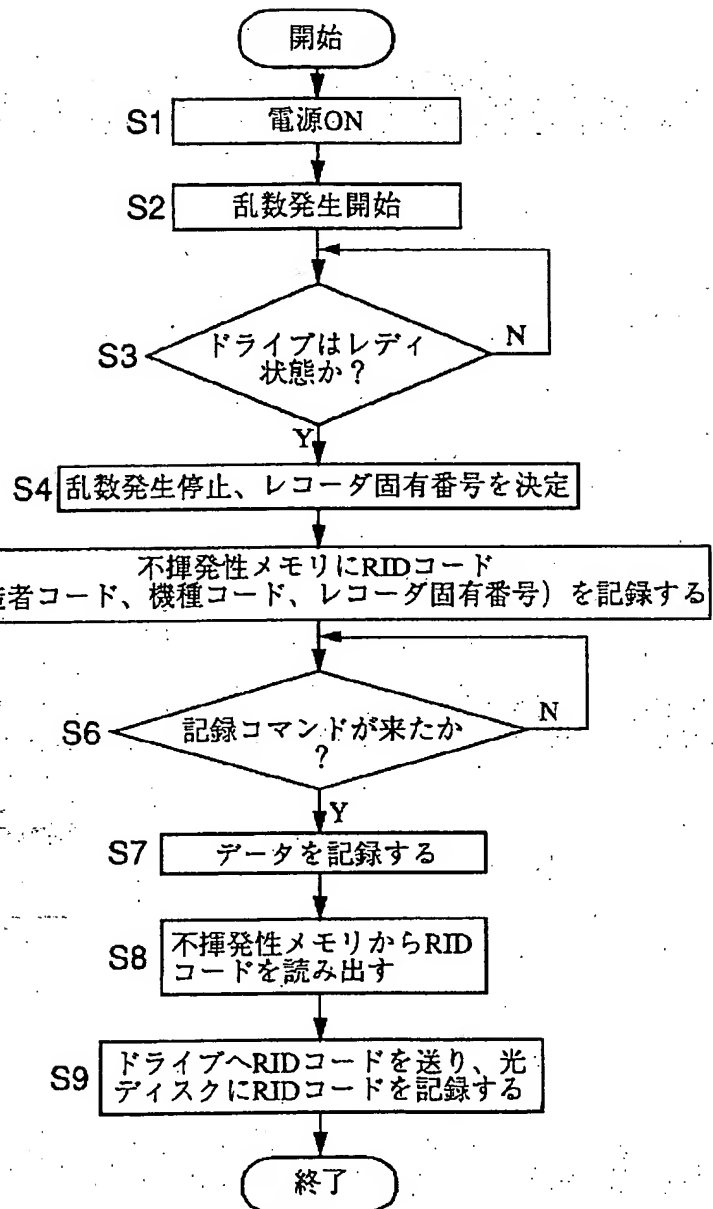 開始
S1 電源ON
S2 乱数発生開始
S3 ドライブはレディ
状態か？
N
Y
S4 乱数発生停止、レコーダ固有番号を決定
不揮発性メモリにRIDコード
造者コード、機種コード、レコーダ固有番号）を記録する
S6 記録コマンドが来たか
？
N
Y
S7 データを記録する
S8 不揮発性メモリからRID
コードを読み出す
S9 ドライブへRIDコードを送り、光
ディスクにRIDコードを記録する
終了